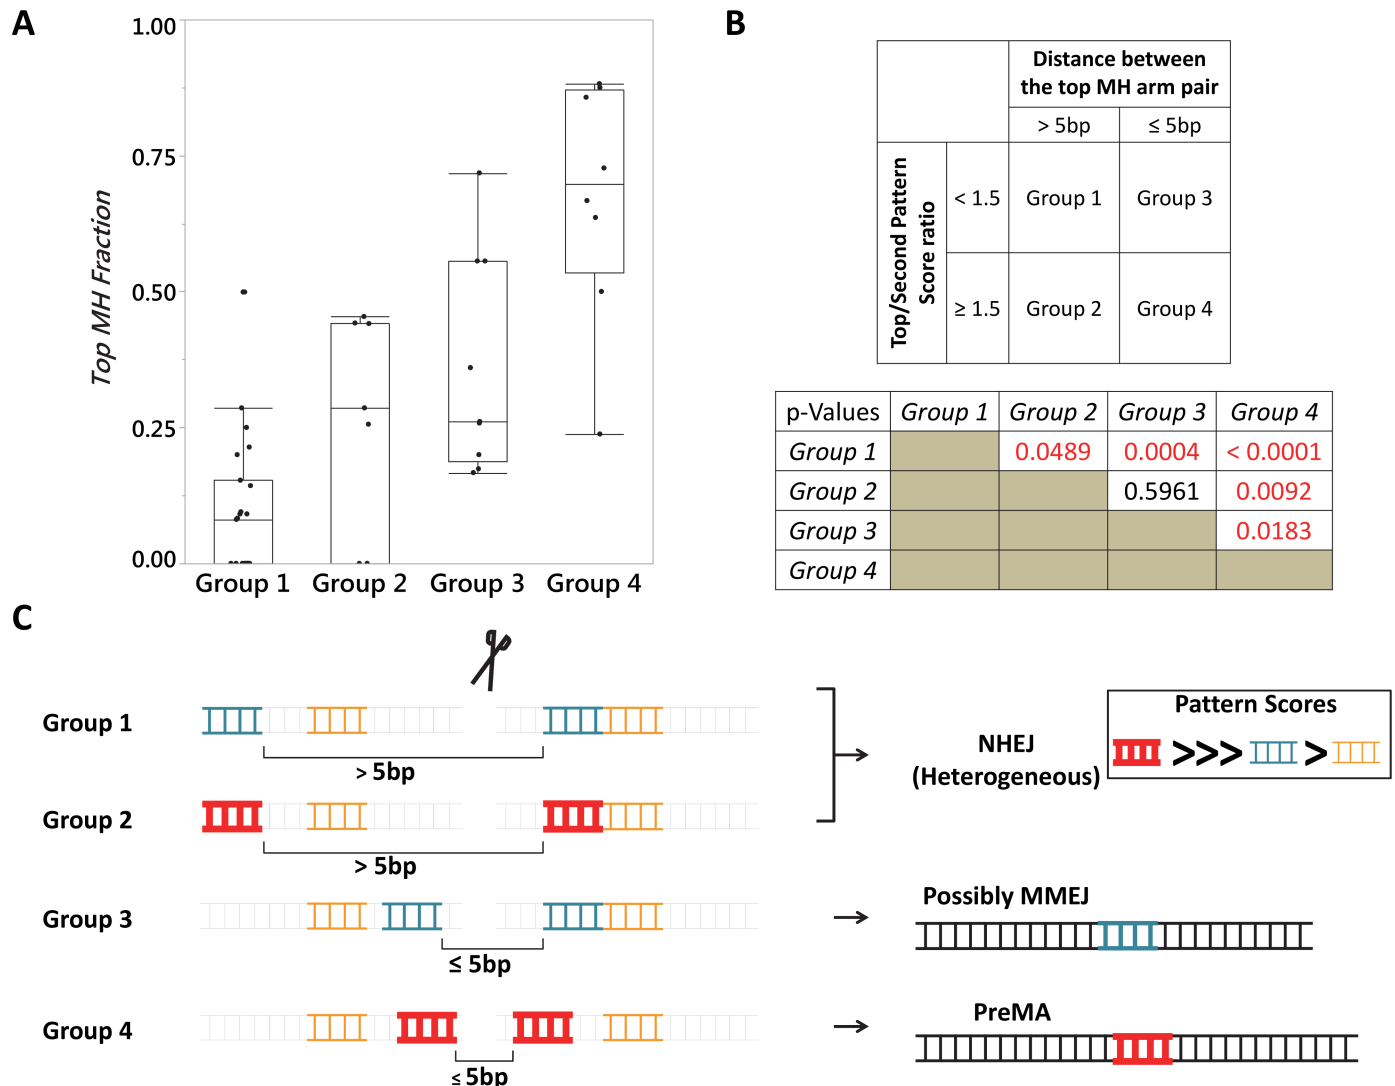 A
1.00
0.75
0.50
0.25
0.00
Top MH Fraction
Group 1 Group 2 Group 3 Group 4
B
Distance between
the top MH arm pair
> 5bp ≤ 5bp
Top/Second Pattern
Score ratio
< 1.5 Group 1 Group 3
≥ 1.5 Group 2 Group 4
p-Values Group 1 Group 2 Group 3 Group 4
Group 1 0.0489 0.0004 < 0.0001
Group 2 0.5961 0.0092
Group 3 0.0183
Group 4
C
Group 1
> 5bp
Group 2
> 5bp
Group 3
≤ 5bp
Group 4
≤ 5bp
NHEJ
(Heterogeneous)
Pattern Scores
>>> >
Possibly MMEJ
PreMA